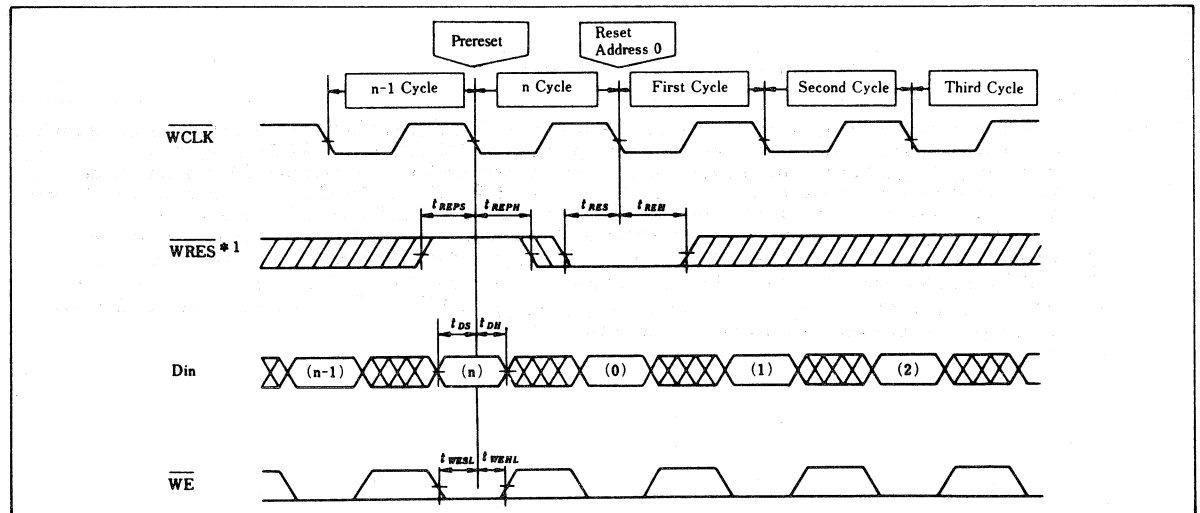 Prereset
Reset
Address 0
n-1 Cycle
n Cycle
First Cycle
Second Cycle
Third Cycle
WCLK
tREPS
tREPH
tRES
tREH
WRES *1
tDS
tDH
Din
(n-1)
(n)
(0)
(1)
(2)
tWESL
tWEHL
WE